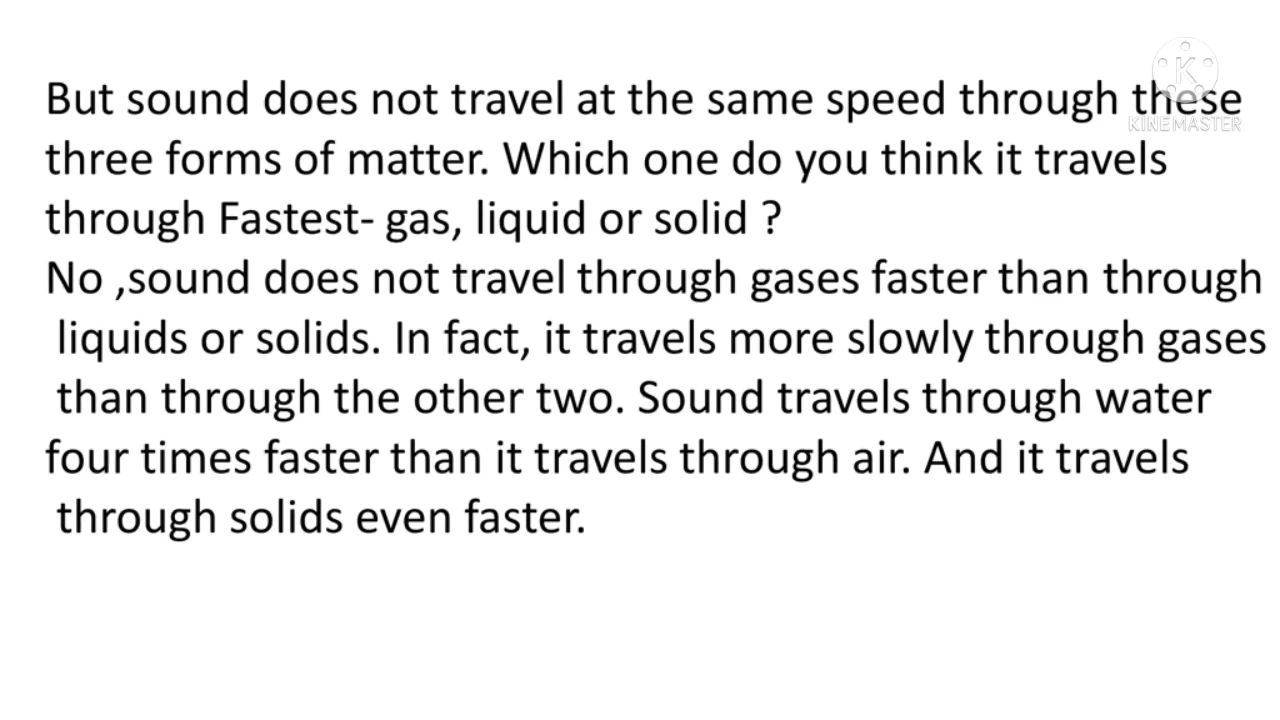 But sound does not travel at the same speed through these
three forms of matter. Which one do you think it travels
through Fastest- gas, liquid or solid ?
No ,sound does not travel through gases faster than through
liquids or solids. In fact, it travels more slowly through gases
than through the other two. Sound travels through water
four times faster than it travels through air. And it travels
through solids even faster.
K
KINEMASTER